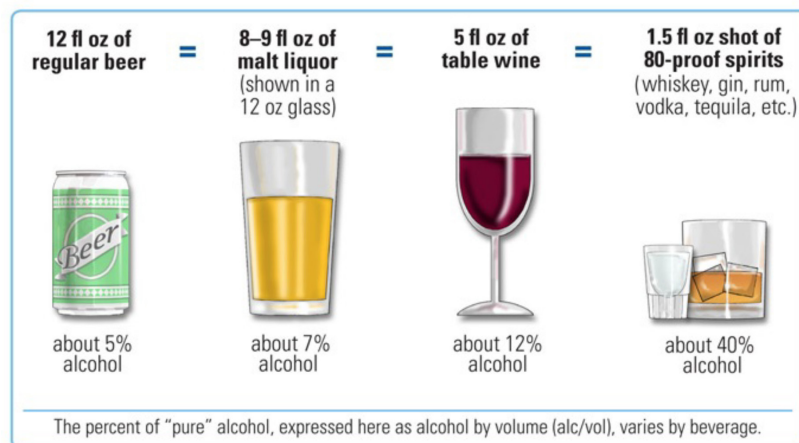 12 fl oz of
regular beer
=
8–9 fl oz of
malt liquor
(shown in a
12 oz glass)
=
5 fl oz of
table wine
=
1.5 fl oz shot of
80-proof spirits
(whiskey, gin, rum,
vodka, tequila, etc.)
Beer
about 5%
alcohol
about 7%
alcohol
about 12%
alcohol
about 40%
alcohol
The percent of “pure” alcohol, expressed here as alcohol by volume (alc/vol), varies by beverage.